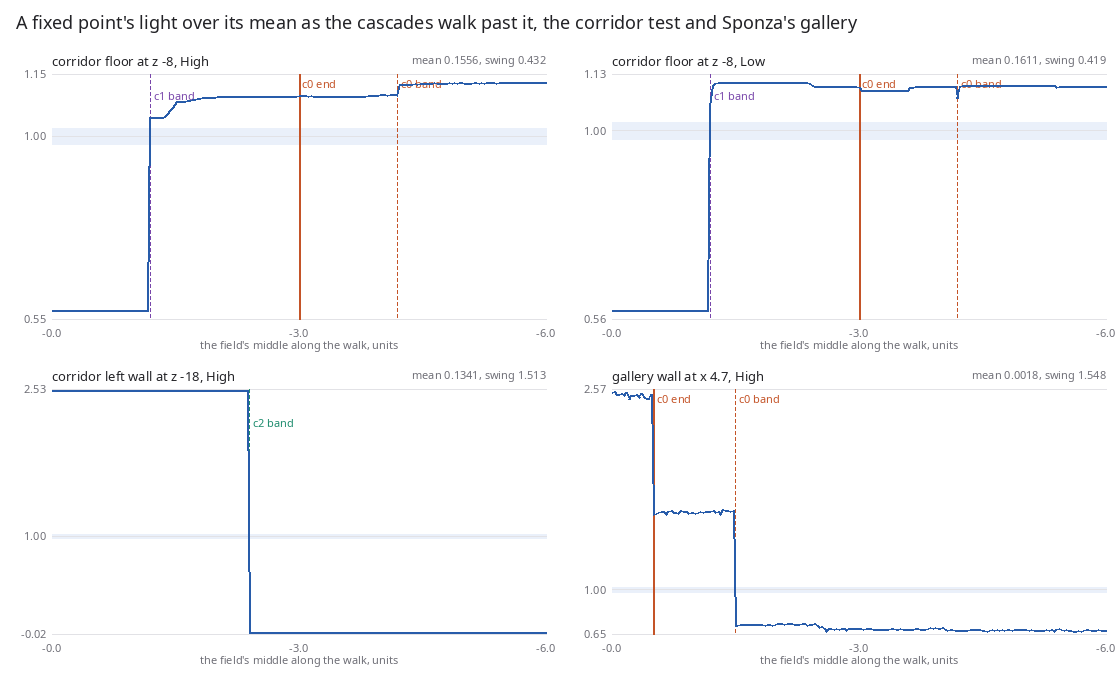 A fixed point's light over its mean as the cascades walk past it, the corridor test and Sponza's gallery
corridor floor at z -8, High
mean 0.1556, swing 0.432
1.15
1.00
0.55
c1 band
c0 end
c0 band
-0.0
-3.0
-6.0
the field's middle along the walk, units
corridor floor at z -8, Low
mean 0.1611, swing 0.419
1.13
1.00
0.56
c1 band
c0 end
c0 band
-0.0
-3.0
-6.0
the field's middle along the walk, units
corridor left wall at z -18, High
mean 0.1341, swing 1.513
2.53
1.00
-0.02
c2 band
-0.0
-3.0
-6.0
the field's middle along the walk, units
gallery wall at x 4.7, High
mean 0.0018, swing 1.548
2.57
1.00
0.65
c0 end
c0 band
-0.0
-3.0
-6.0
the field's middle along the walk, units